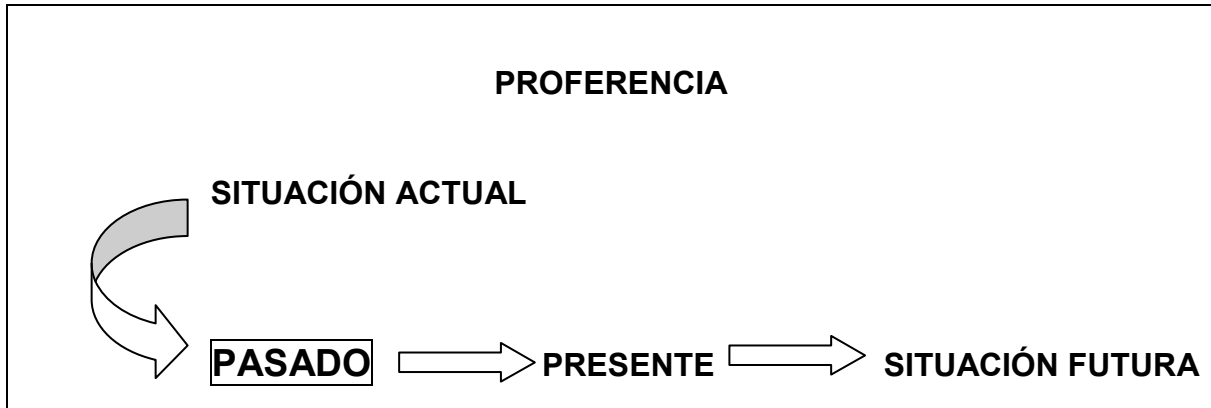 PROFERENCIA
SITUACIÓN ACTUAL
PASADO PRESENTE SITUACIÓN FUTURA